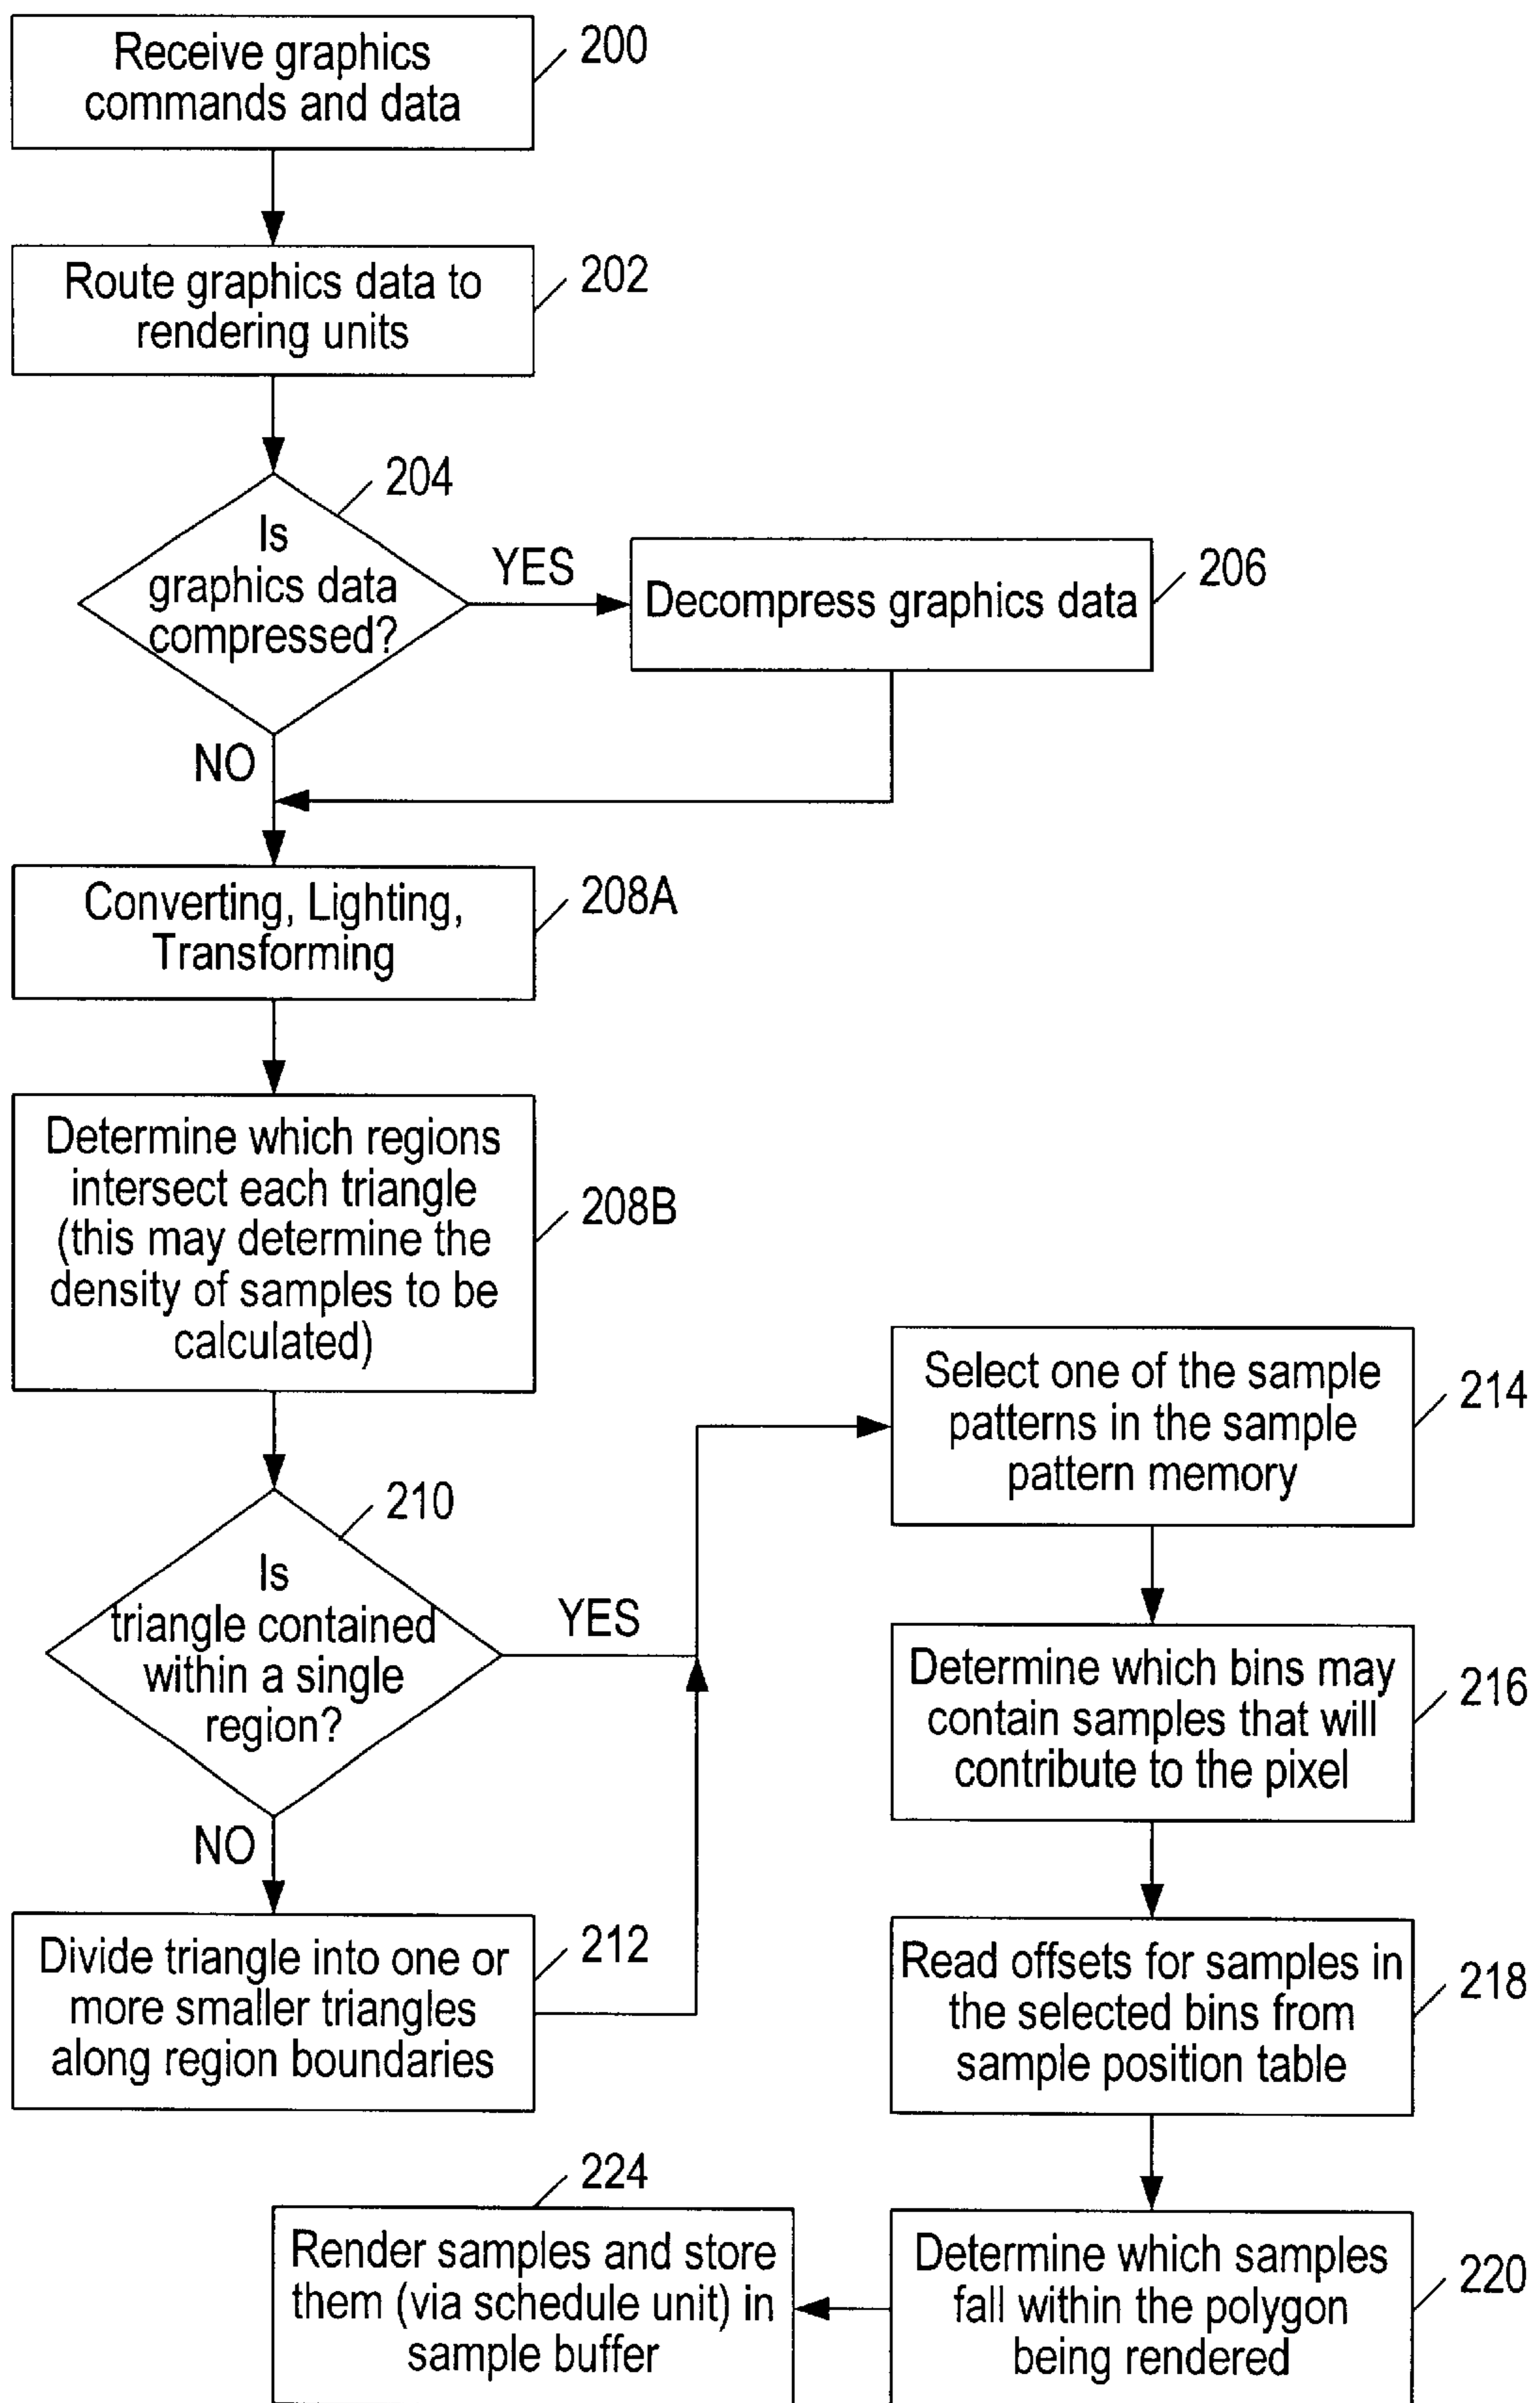 Receive graphics
commands and data
200
Route graphics data to
rendering units
202
204
Is
graphics data
compressed?
YES
Decompress graphics data
206
NO
Converting, Lighting,
Transforming
208A
Determine which regions
intersect each triangle
(this may determine the
density of samples to be
calculated)
208B
210
Is
triangle contained
within a single
region?
YES
NO
Divide triangle into one or
more smaller triangles
along region boundaries
212
Select one of the sample
patterns in the sample
pattern memory
214
Determine which bins may
contain samples that will
contribute to the pixel
216
Read offsets for samples in
the selected bins from
sample position table
218
Determine which samples
fall within the polygon
being rendered
220
224
Render samples and store
them (via schedule unit) in
sample buffer